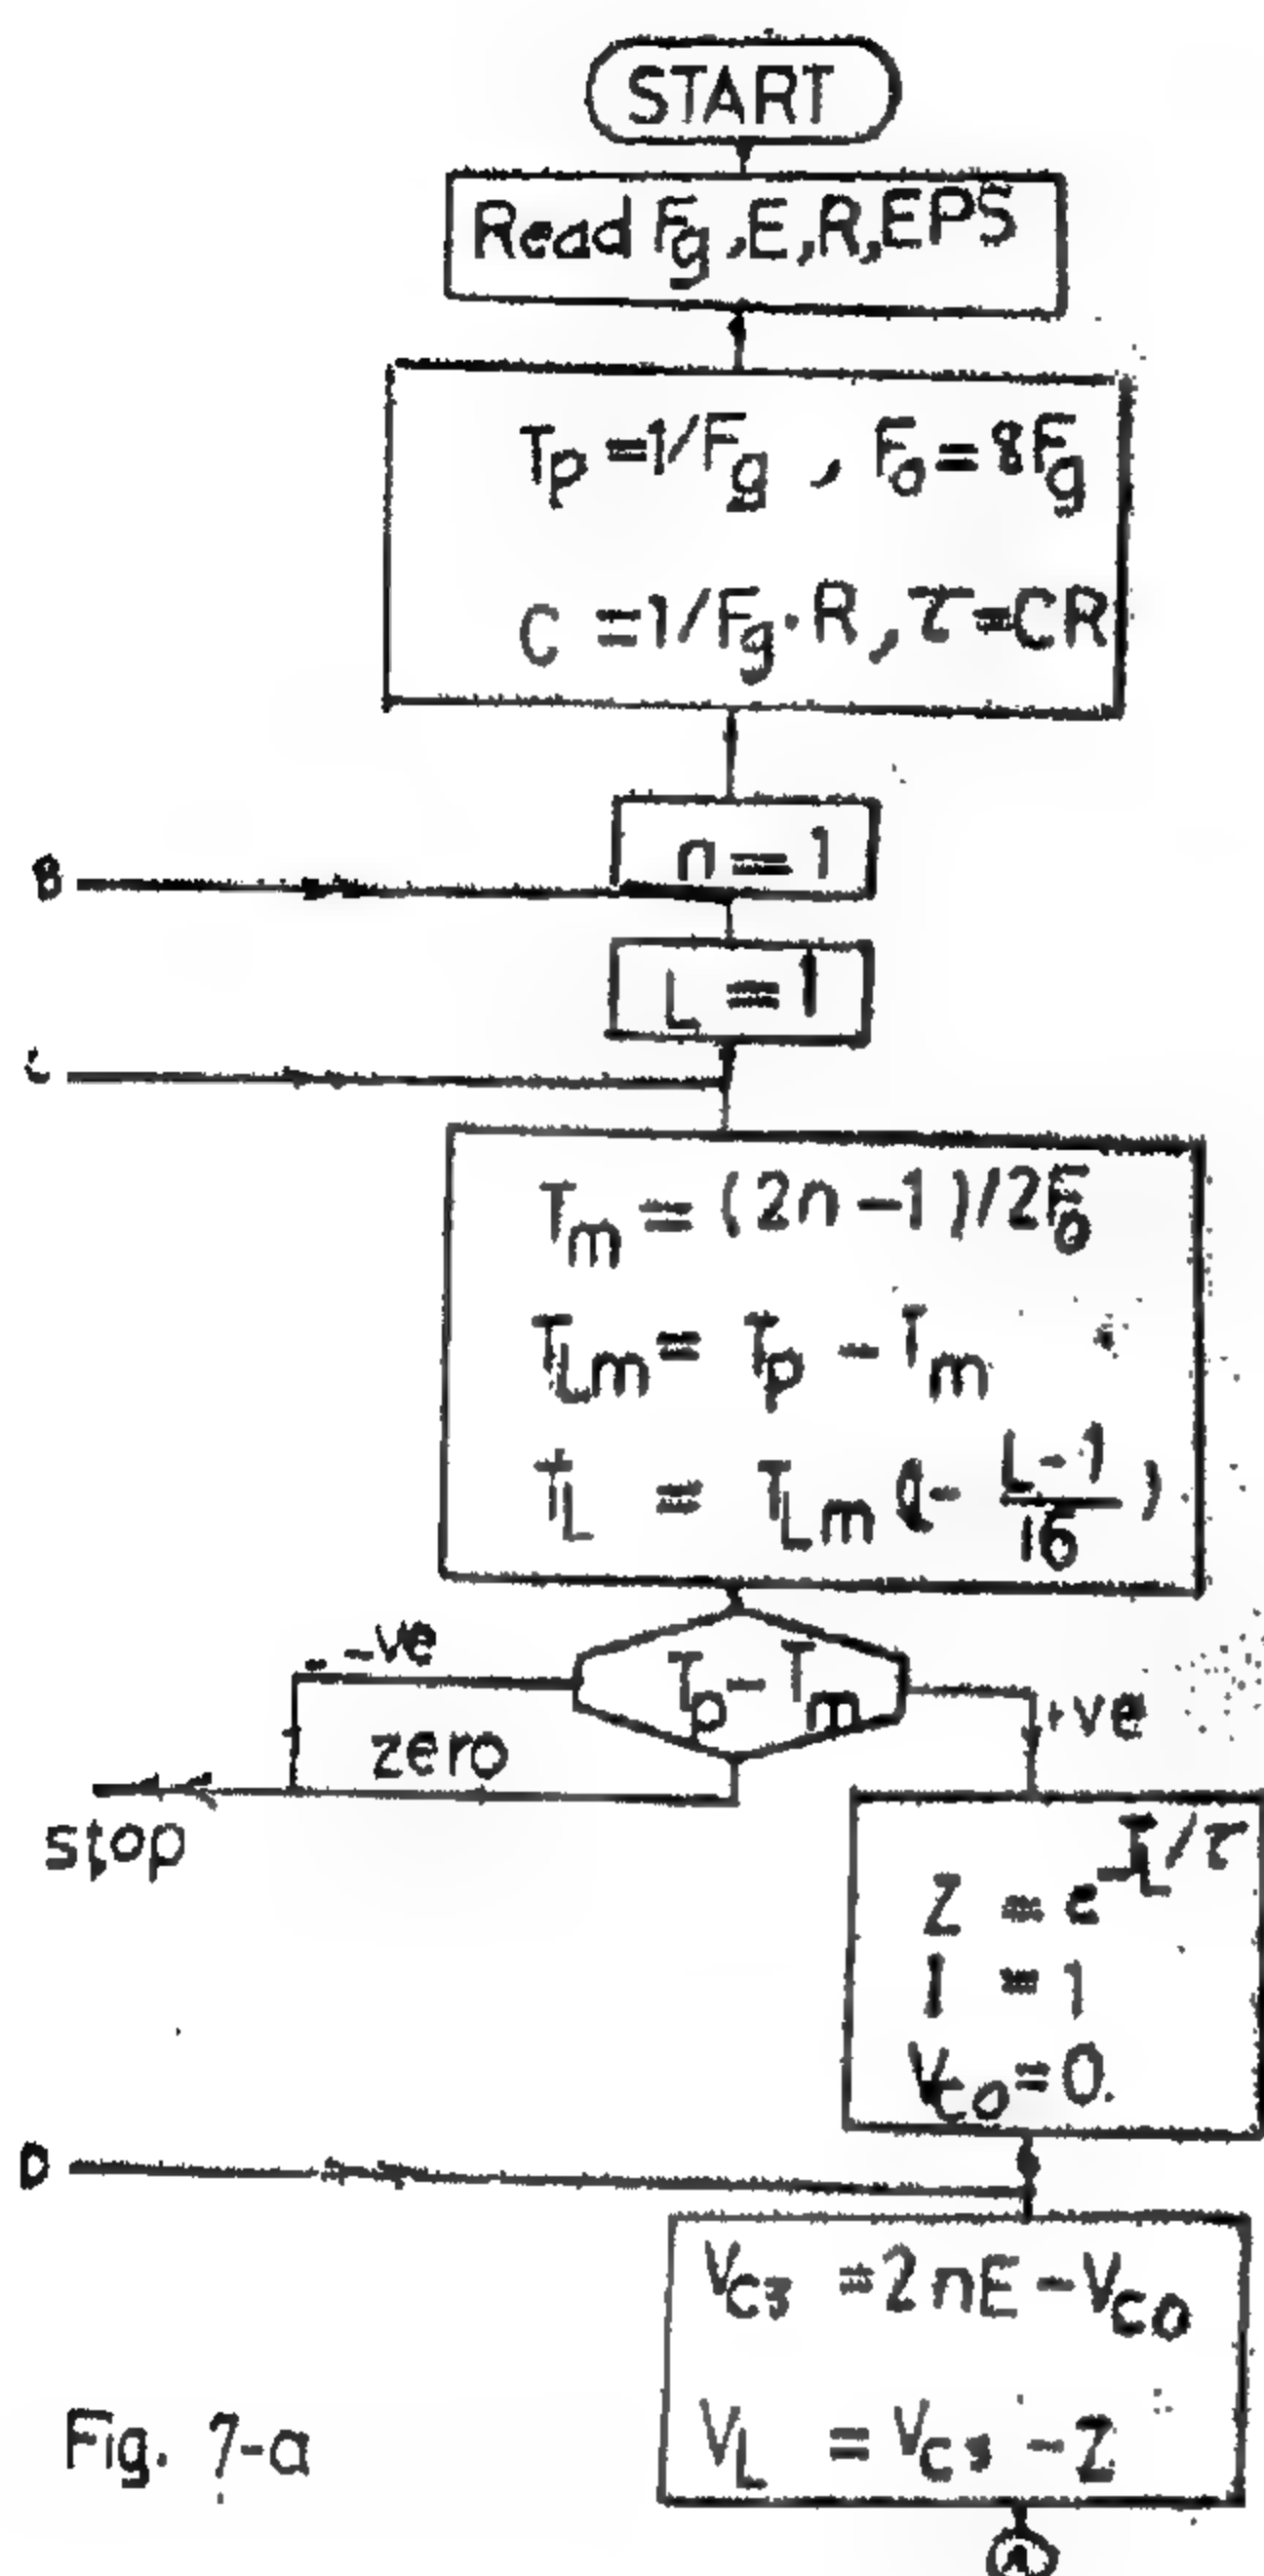 START
Read Fg, E, R, EPS
Tp = 1/Fg , Fo = 8Fg
C = 1/Fg.R, τ = CR
n = 1
B
L = 1
Tm = (2n-1)/2Fo
TLm = Tp - Tm
TL = TLm (1- L-1/16 )
-ve
Tp - Tm
+ve
zero
stop
Z = e-TL/τ
I = 1
Vco = 0.
D
Vc3 = 2nE - Vco
VL = Vc3 - Z
Fig. 7-a
A